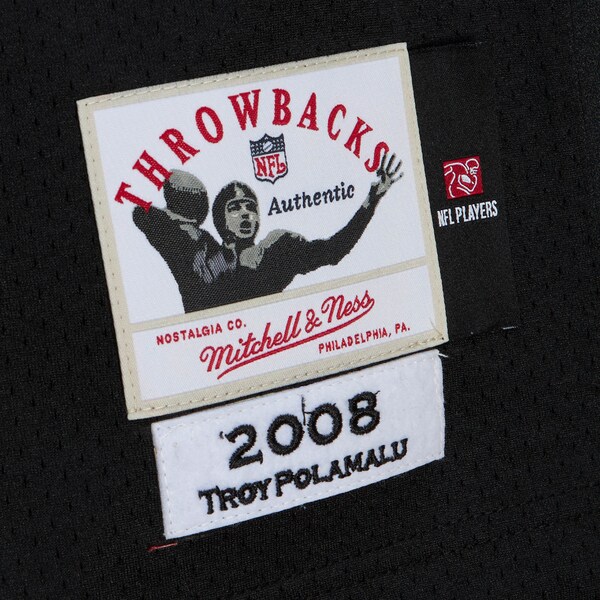 THROWBACKS
NFL
Authentic
NFL PLAYERS
NOSTALGIA CO.
Mitchell & Ness
PHILADELPHIA, PA.
2008
TROY POLAMALU